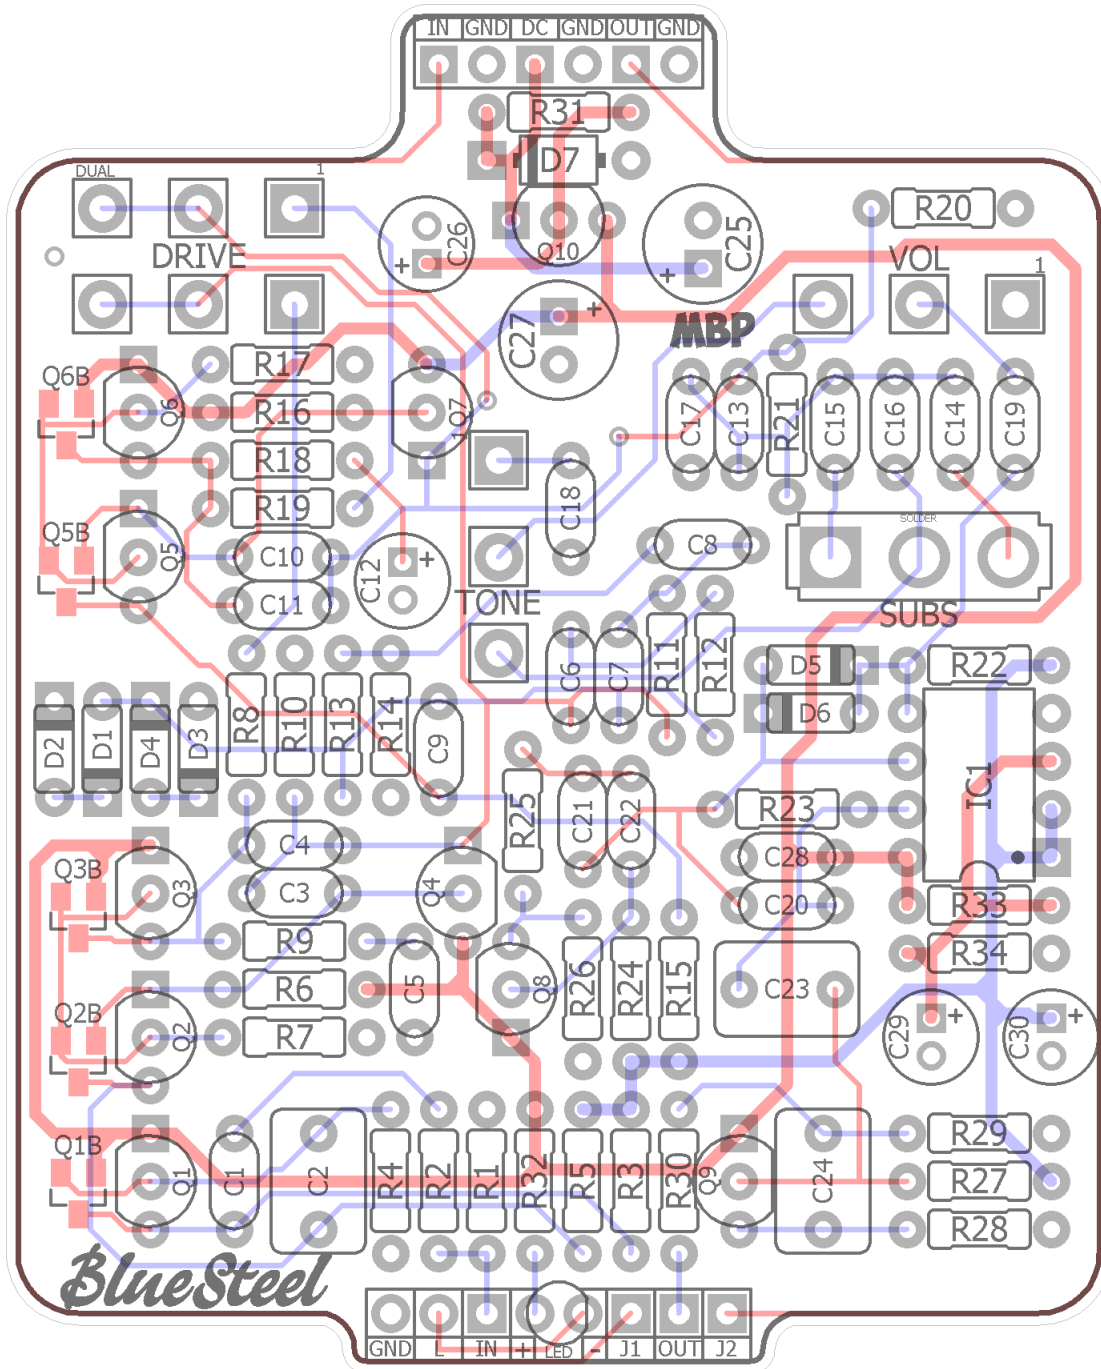 IN GND DC GND OUT GND
R31
DUAL
1
D7
R20
C26
+
Q10
C25
+
DRIVE
VOL
1
C27
+
MBP
Q6B
Q6
R17
R16
R18
R19
Q7
1
C17
C13
R21
C15
C16
C14
C19
C18
Q5B
Q5
C10
C11
C12
+
C8
SOLDER
TONE
SUBS
C6
C7
R11
R12
D5
D6
R22
D2
D1
D4
D3
R8
R10
R13
R14
C9
IC1
R25
C21
C22
R23
C28
C20
C4
C3
Q3B
Q3
Q4
R33
R34
R9
R6
R7
C5
Q8
R26
R24
R15
C23
C29
+
C30
+
Q2B
Q2
Q1B
Q1
C1
C2
R4
R2
R1
R32
R5
R3
R30
Q9
C24
R29
R27
R28
BlueSteel
GND L IN + LED - J1 OUT J2